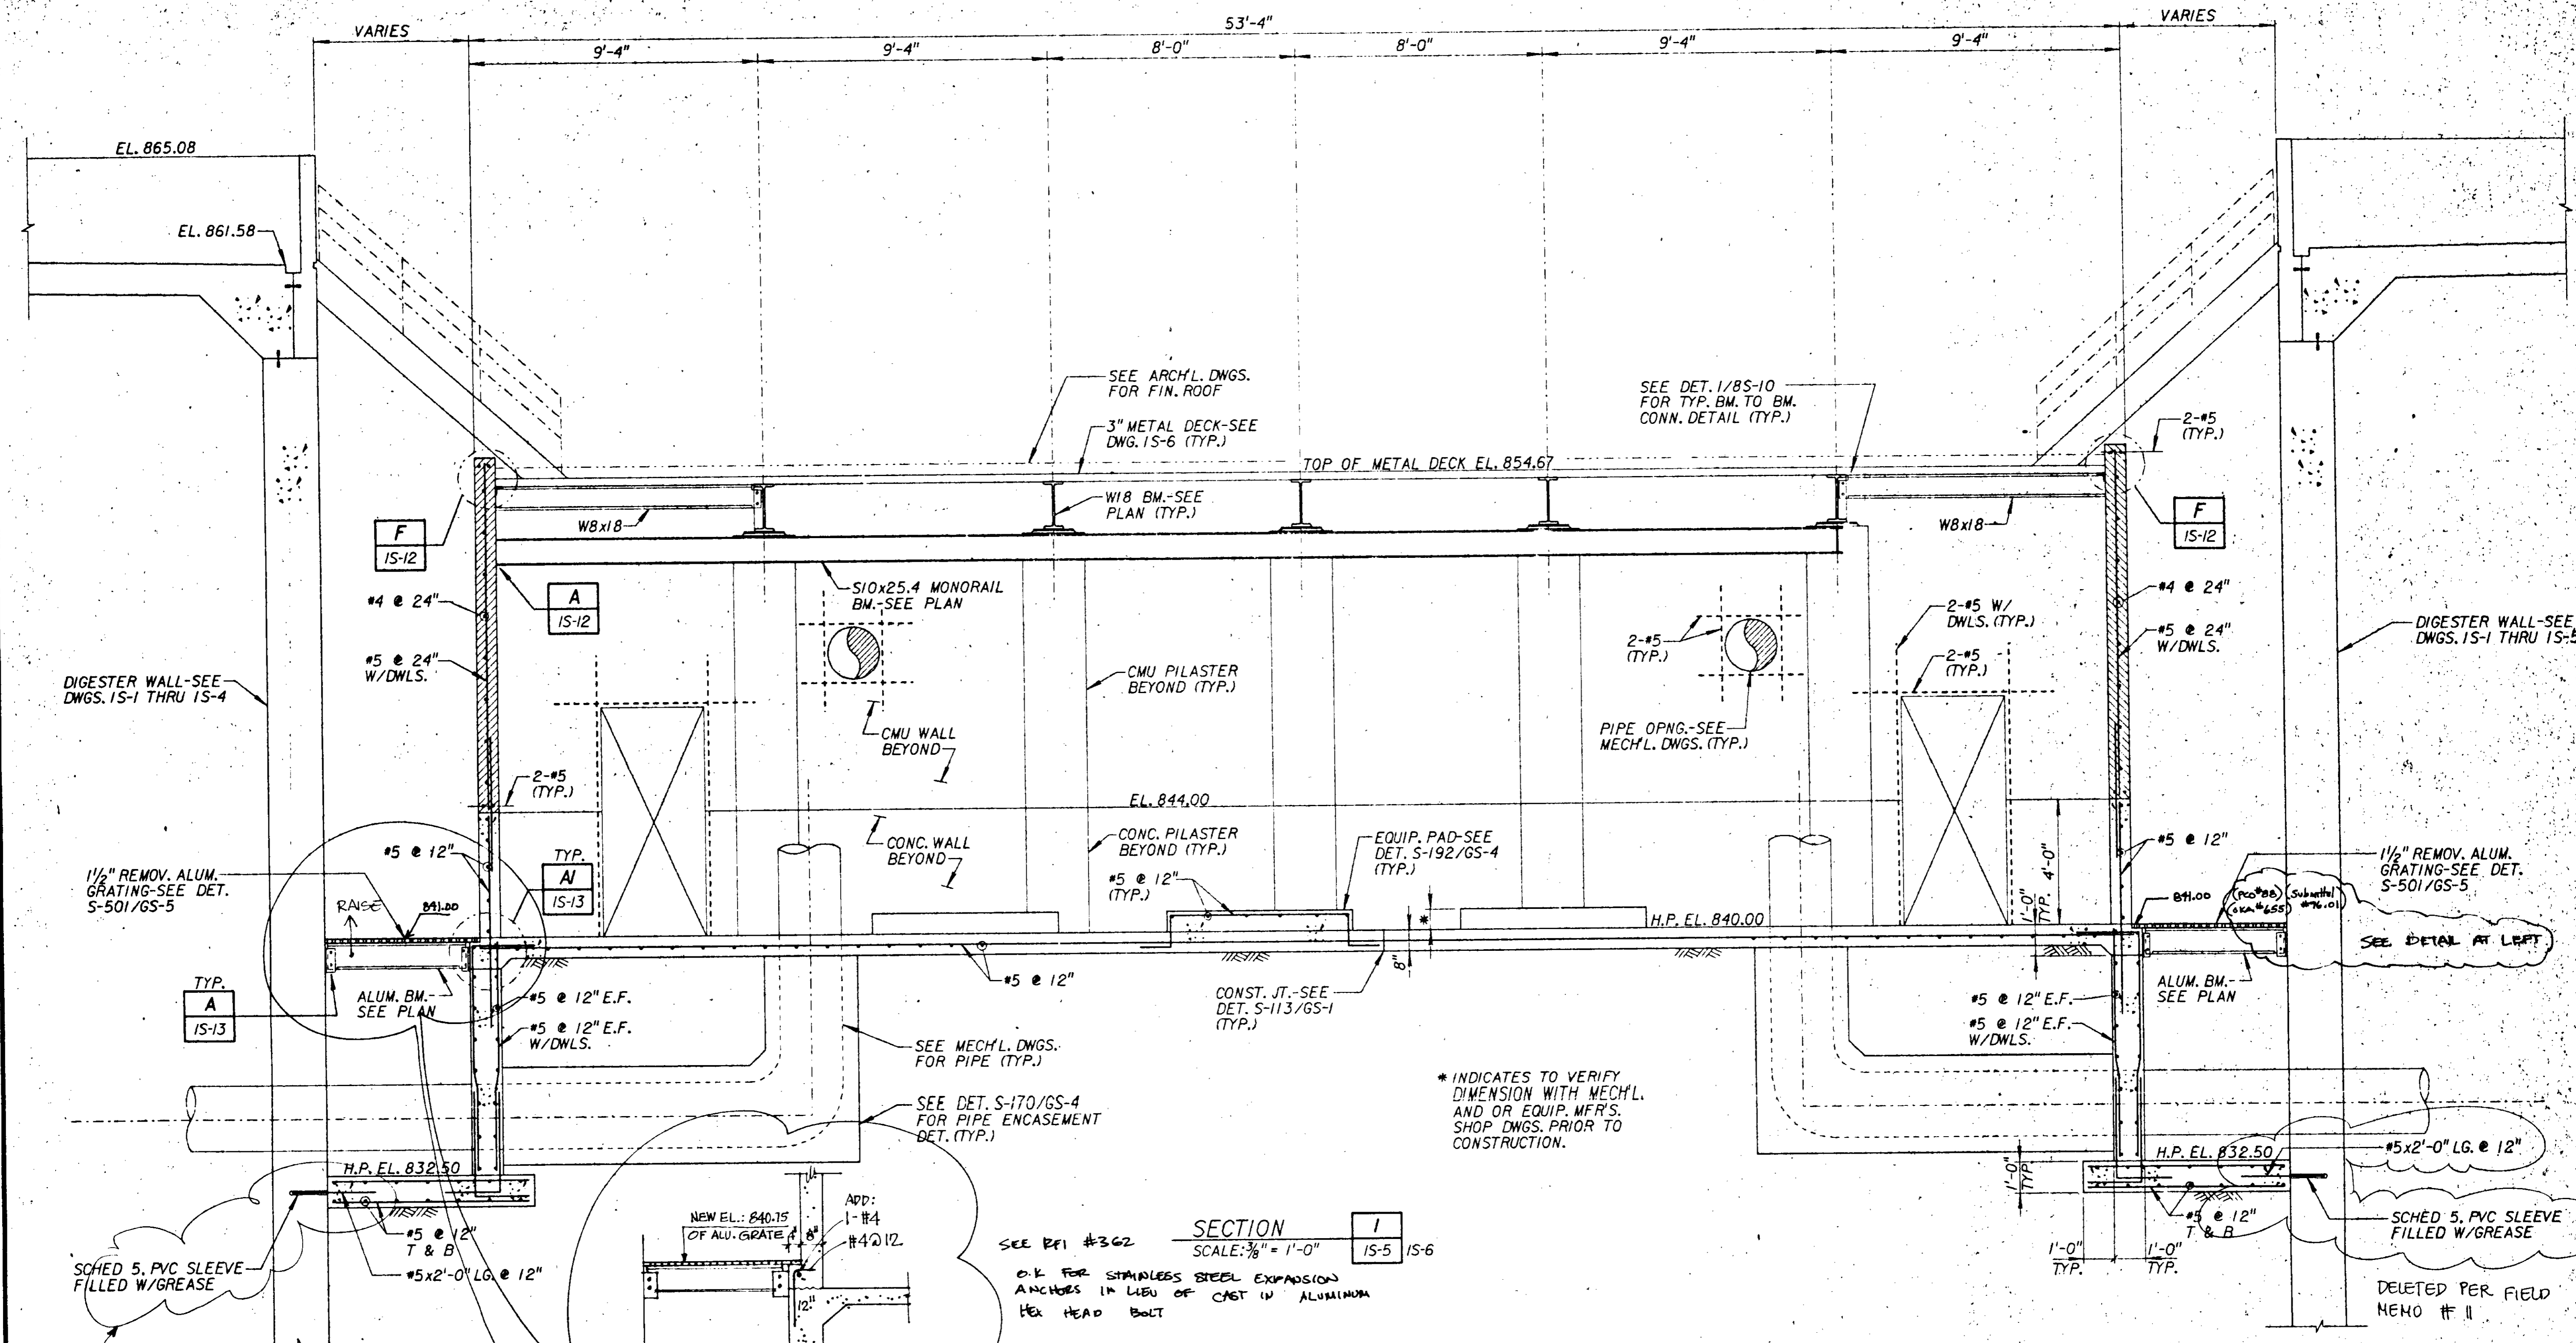 VARIES
53'-4"
VARIES
9'-4"
9'-4"
8'-0"
8'-0"
9'-4"
9'-4"
EL. 865.08
EL. 861.58
SEE ARCH'L. DWGS.
FOR FIN. ROOF
3" METAL DECK-SEE
DWG. 1S-6 (TYP.)
SEE DET. 1/8S-10
FOR TYP. BM. TO BM.
CONN. DETAIL (TYP.)
2-#5
(TYP.)
TOP OF METAL DECK EL. 854.67
W18 BM.-SEE
PLAN (TYP.)
W8x18
W8x18
F
1S-12
F
1S-12
A
1S-12
S10x25.4 MONORAIL
BM.-SEE PLAN
#4 @ 24"
#5 @ 24"
W/DWLS.
DIGESTER WALL-SEE
DWGS. 1S-1 THRU 1S-4
CMU PILASTER
BEYOND (TYP.)
CMU WALL
BEYOND
2-#5
(TYP.)
2-#5 W/
DWLS. (TYP.)
2-#5
(TYP.)
PIPE OPNG.-SEE
MECH'L. DWGS. (TYP.)
#4 @ 24"
#5 @ 24"
W/DWLS.
DIGESTER WALL-SEE
DWGS. 1S-1 THRU 1S-5
2-#5
(TYP.)
EL. 844.00
#5 @ 12"
TYP.
A1
1S-13
CONC. WALL
BEYOND
CONC. PILASTER
BEYOND (TYP.)
#5 @ 12"
(TYP.)
EQUIP. PAD-SEE
DET. S-192/GS-4
(TYP.)
*
H.P. EL. 840.00
1'-0"
TYP.
4'-0"
#5 @ 12"
1½" REMOV. ALUM.
GRATING-SEE DET.
S-501/GS-5
RAISE
841.00
841.00
1½" REMOV. ALUM.
GRATING-SEE DET.
S-501/GS-5
(PCO #88)
Submittal
SEE DETAIL AT LEFT
TYP.
A
1S-13
ALUM. BM.-
SEE PLAN
#5 @ 12" E.F.
#5 @ 12" E.F.
W/DWLS.
#5 @ 12"
8"
CONST. JT.-SEE
DET. S-113/GS-1
(TYP.)
SEE MECH'L. DWGS.
FOR PIPE (TYP.)
SEE DET. S-170/GS-4
FOR PIPE ENCASEMENT
DET. (TYP.)
* INDICATES TO VERIFY
DIMENSION WITH MECH'L.
AND OR EQUIP. MFR'S.
SHOP DWGS. PRIOR TO
CONSTRUCTION.
ALUM. BM.-
SEE PLAN
#5 @ 12" E.F.
#5 @ 12" E.F.
W/DWLS.
H.P. EL. 832.50
#5 @ 12"
T & B
#5x2'-0" LG. @ 12"
SCHED 5. PVC SLEEVE
FILLED W/GREASE
H.P. EL. 832.50
#5x2'-0" LG. @ 12"
1'-0"
TYP.
#5 @ 12"
T & B
SCHED 5. PVC SLEEVE
FILLED W/GREASE
1'-0"
TYP.
1'-0"
TYP.
DELETED PER FIELD
MEMO # 11
NEW EL.: 840.75
OF ALU. GRATE
8"
ADD:
1-#4
#4@12
12"
SEE RFI #362
SECTION
SCALE: ⅜" = 1'-0"
1
1S-5
1S-6
O.K FOR STAINLESS STEEL EXPANSION
ANCHORS IN LIEU OF CAST IN ALUMINUM
HEX HEAD BOLT